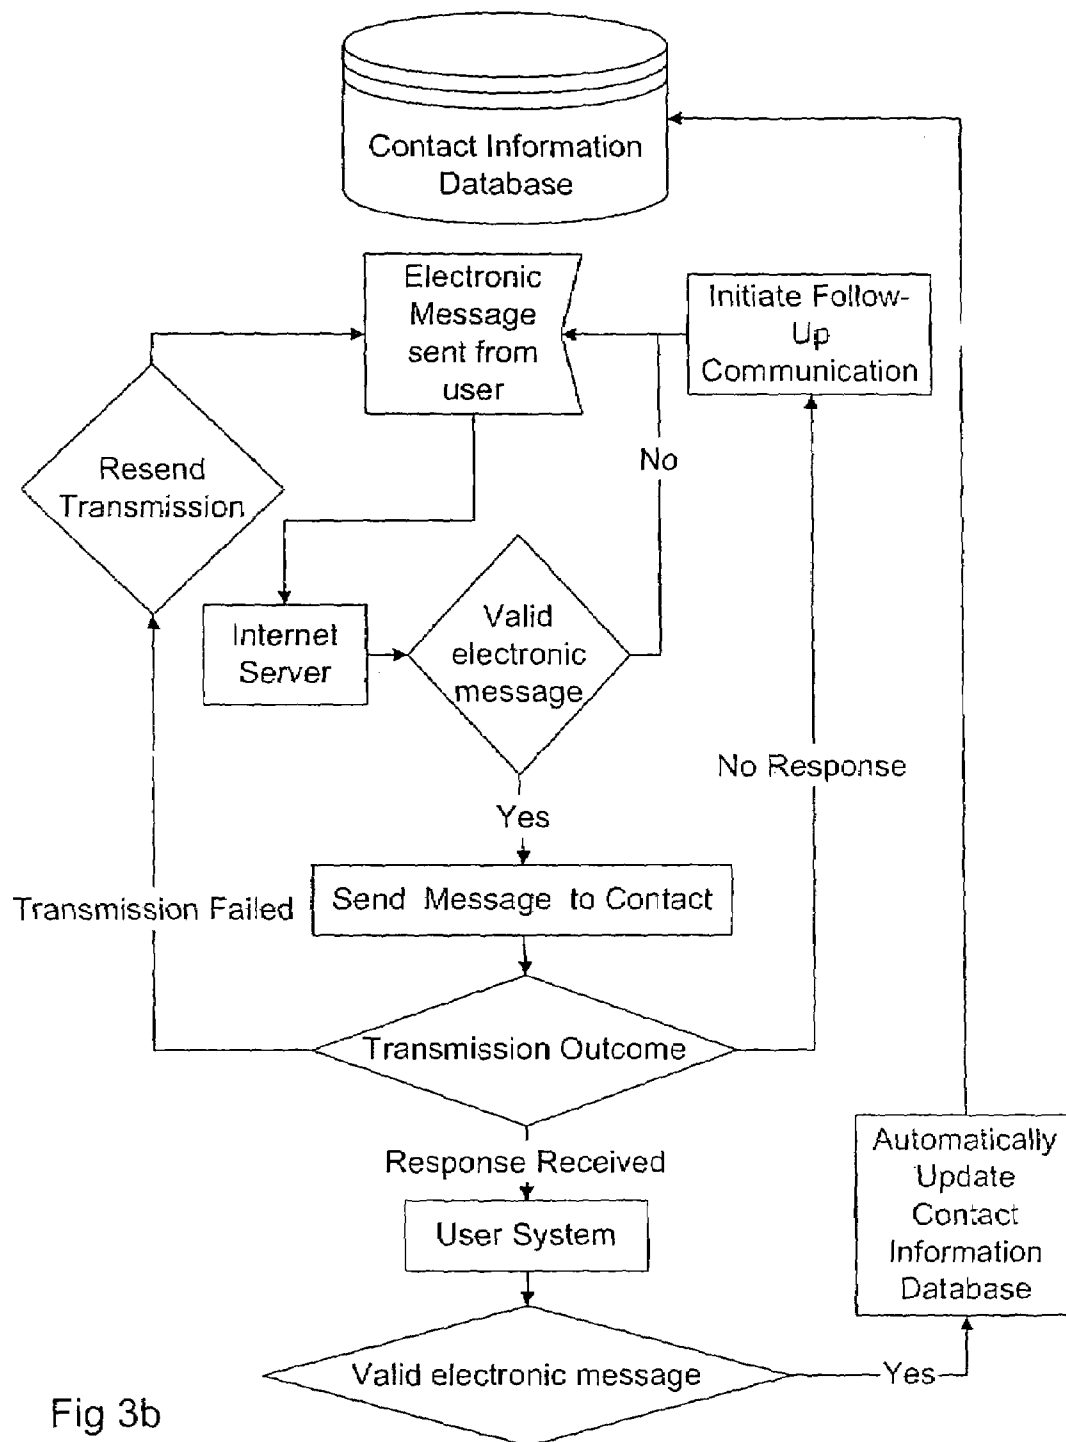 Contact Information
Database
Electronic
Message
sent from
user
Initiate Follow-
Up
Communication
Resend
Transmission
No
Internet
Server
Valid
electronic
message
No Response
Yes
Transmission Failed
Send Message to Contact
Transmission Outcome
Response Received
Automatically
Update
Contact
Information
Database
User System
Valid electronic message
Yes
Fig 3b